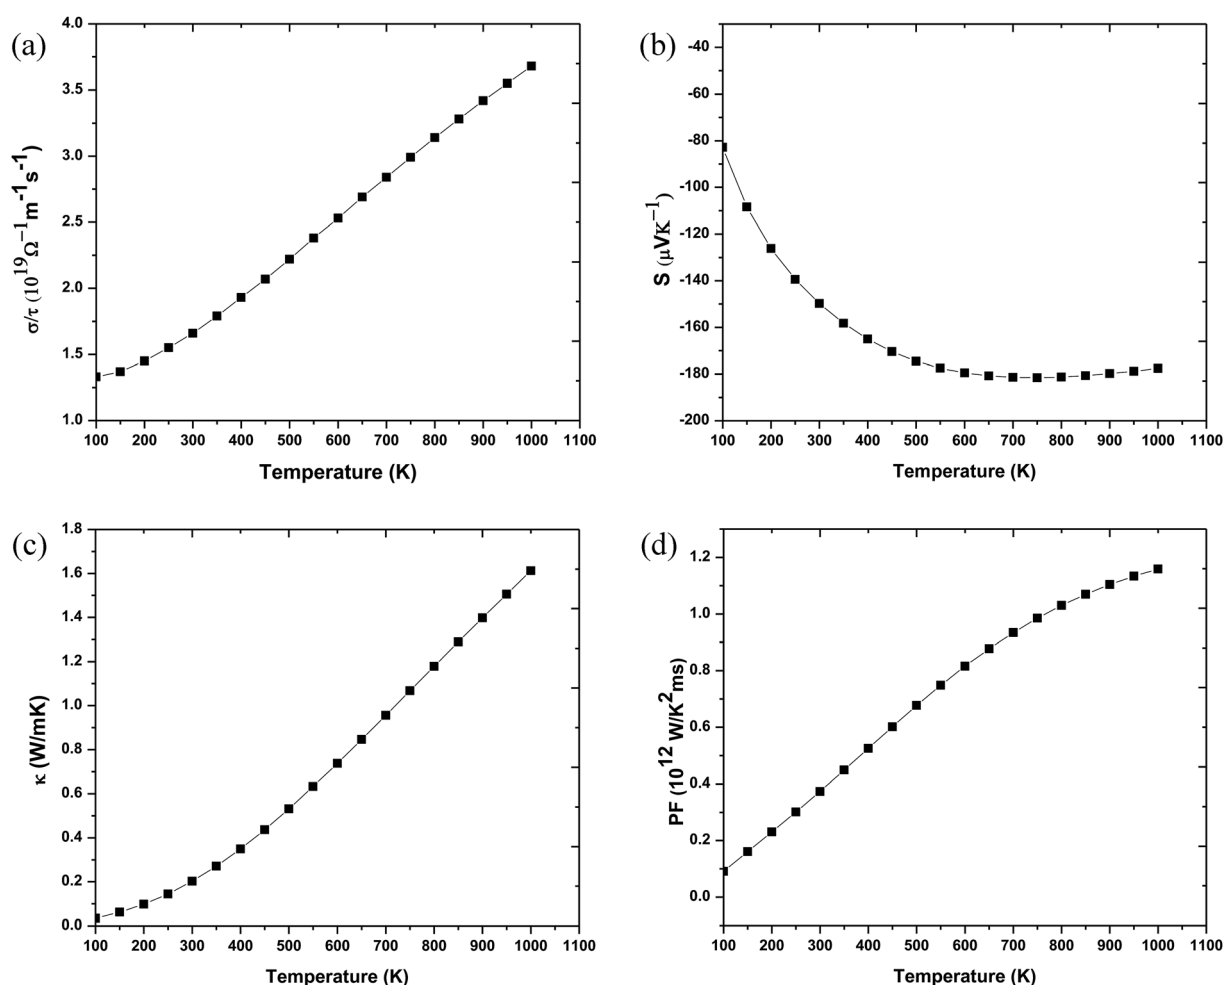 (a)
4.0
3.5
3.0
2.5
2.0
1.5
1.0
σ/τ (10¹⁹Ω⁻¹m⁻¹s⁻¹)
100 200 300 400 500 600 700 800 900 1000 1100
Temperature (K)
(b)
-40
-60
-80
-100
-120
-140
-160
-180
-200
S (μVK⁻¹)
100 200 300 400 500 600 700 800 900 1000 1100
Temperature (K)
(c)
1.8
1.6
1.4
1.2
1.0
0.8
0.6
0.4
0.2
0.0
κ (W/mK)
100 200 300 400 500 600 700 800 900 1000 1100
Temperature (K)
(d)
1.2
1.0
0.8
0.6
0.4
0.2
0.0
PF (10¹² W/K²ms)
100 200 300 400 500 600 700 800 900 1000 1100
Temperature (K)